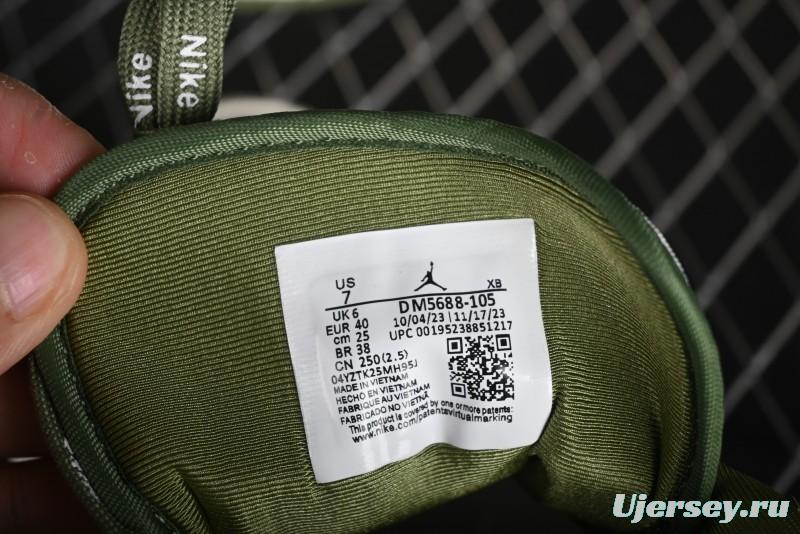 Nike
Nike
US
7
XB
DM5688-105
UK 6
10/04/23 | 11/17/23
EUR 40
UPC 00195238851217
cm 25
BR 38
CN 250(2.5)
04YZTK25MH95J
MADE IN VIETNAM
HECHO EN VIETNAM
FABRIQUE AU VIETNAM
FABRICADO NO VIETNÃ
This product is covered by one or more patents:
www.nike.com/patentsvirtualmarking
Ujersey.ru